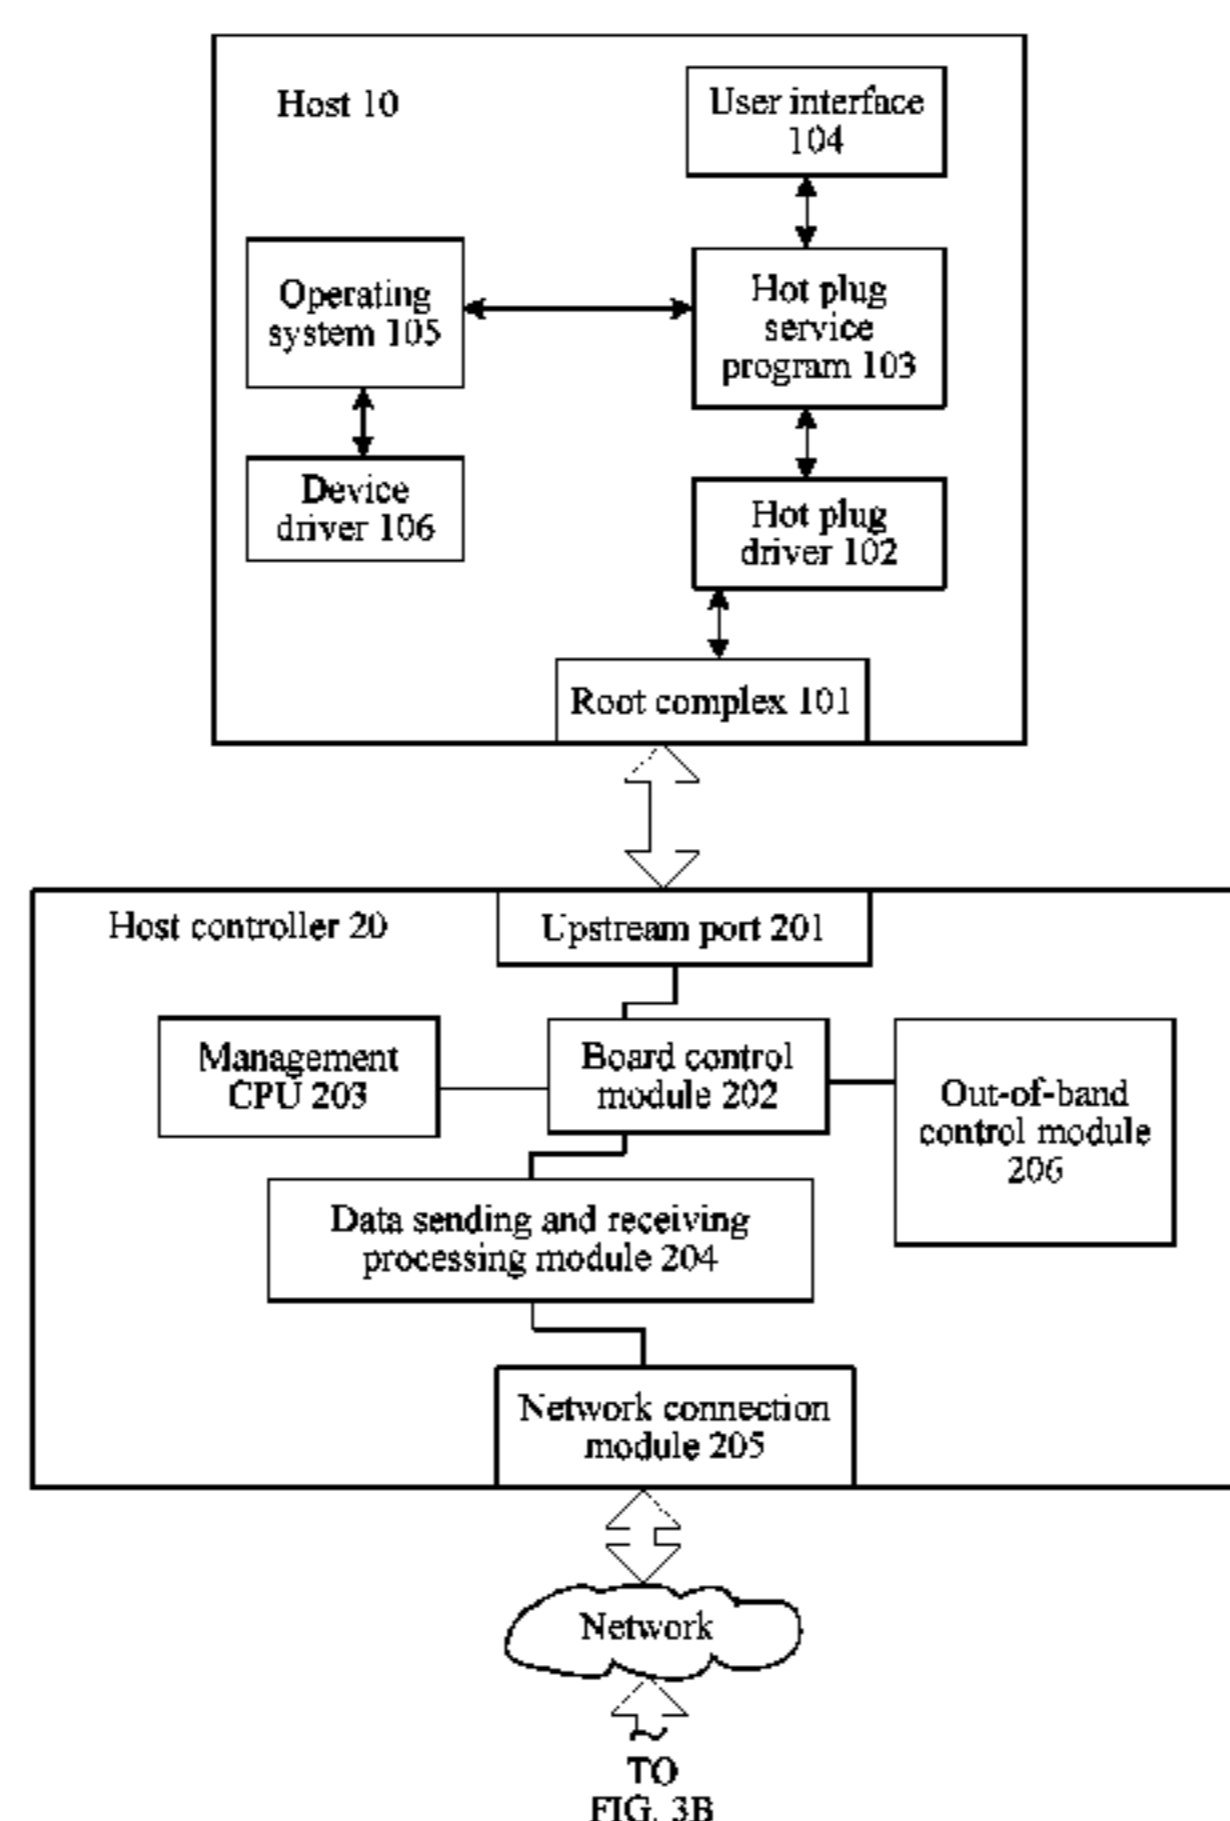 Host 10
User interface
104
Operating
system 105
Hot plug
service
program 103
Device
driver 106
Hot plug
driver 102
Root complex 101
Host controller 20
Upstream port 201
Management
CPU 203
Board control
module 202
Out-of-band
control module
206
Data sending and receiving
processing module 204
Network connection
module 205
Network
TO
FIG. 3B